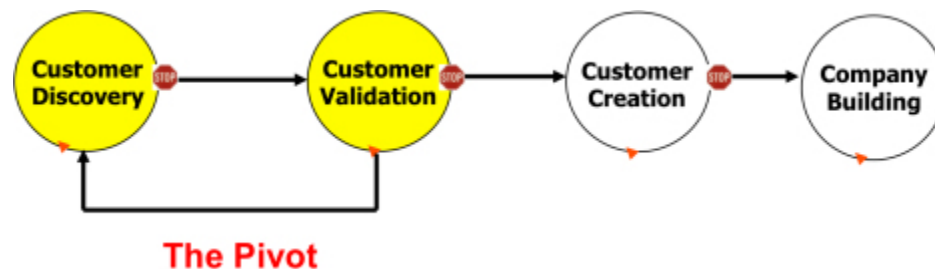 Customer
Discovery
STOP
Customer
Validation
STOP
Customer
Creation
STOP
Company
Building
The Pivot